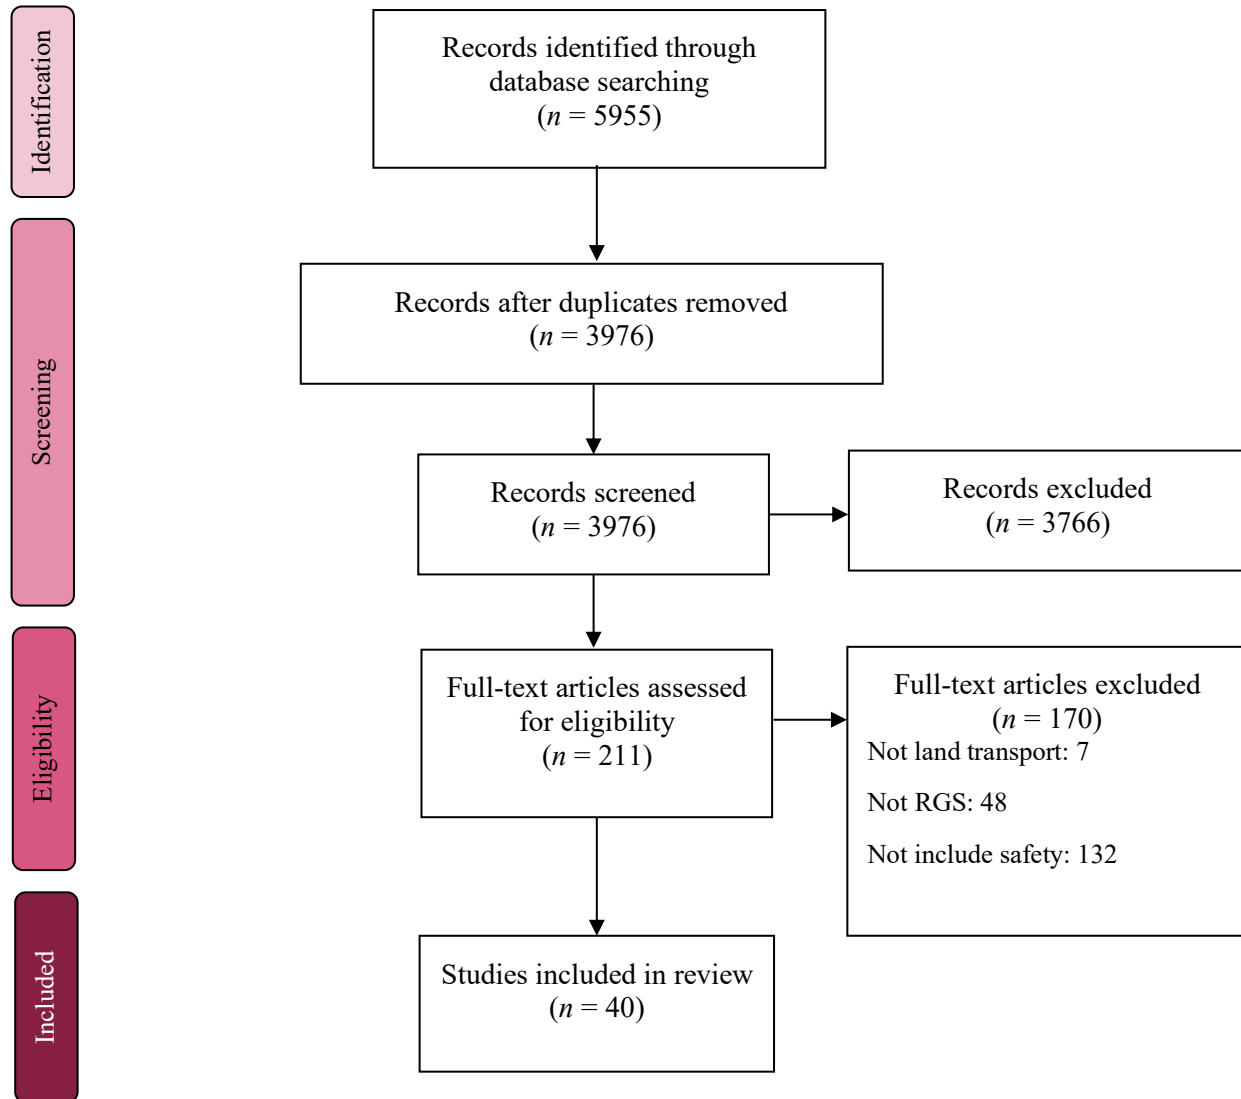 Identification
Records identified through
database searching
(n = 5955)
Screening
Records after duplicates removed
(n = 3976)
Records screened
(n = 3976)
Records excluded
(n = 3766)
Eligibility
Full-text articles assessed
for eligibility
(n = 211)
Full-text articles excluded
(n = 170)
Not land transport: 7
Not RGS: 48
Not include safety: 132
Included
Studies included in review
(n = 40)